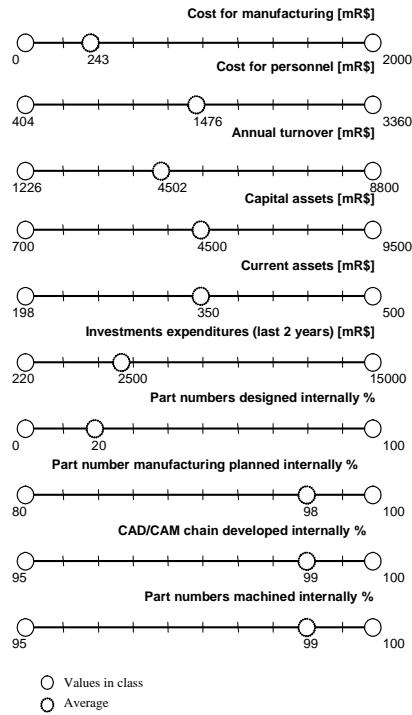 Cost for manufacturing [mR$]
0 243 2000
Cost for personnel [mR$]
404 1476 3360
Annual turnover [mR$]
1226 4502 8800
Capital assets [mR$]
700 4500 9500
Current assets [mR$]
198 350 500
Investments expenditures (last 2 years) [mR$]
220 2500 15000
Part numbers designed internally %
0 20 100
Part number manufacturing planned internally %
80 98 100
CAD/CAM chain developed internally %
95 99 100
Part numbers machined internally %
95 99 100
Values in class
Average